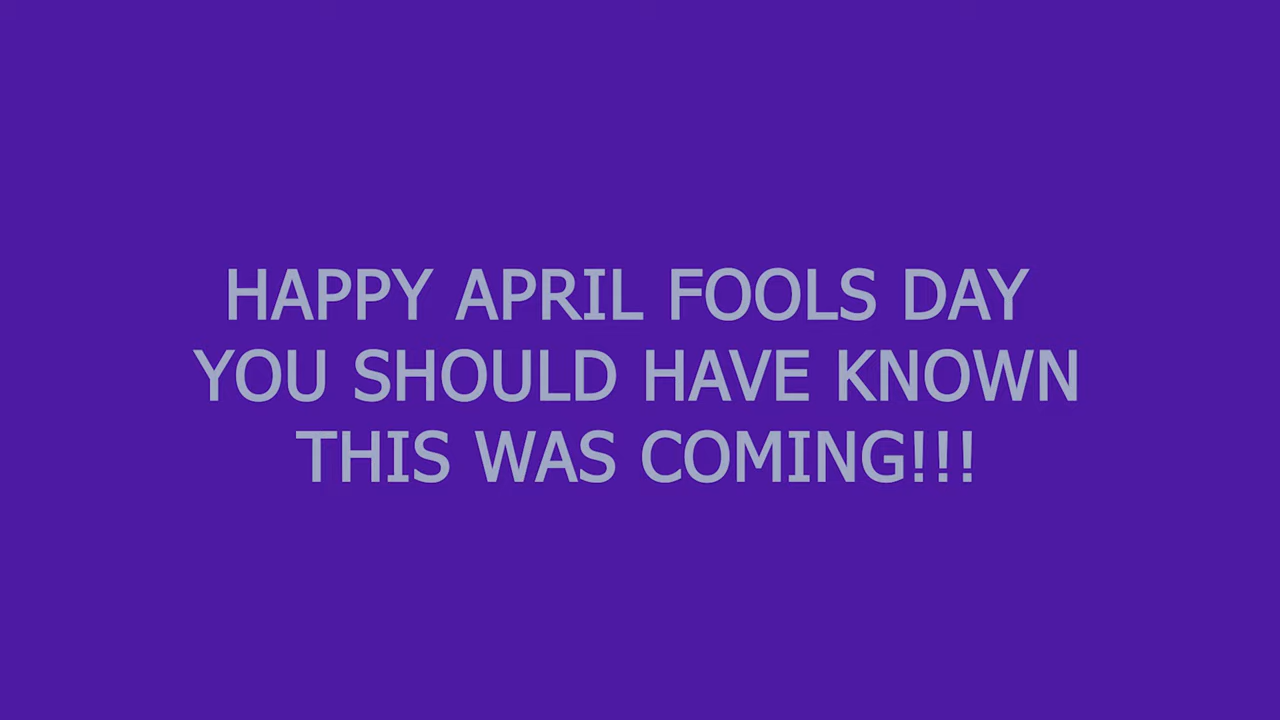 HAPPY APRIL FOOLS DAY
YOU SHOULD HAVE KNOWN
THIS WAS COMING!!!